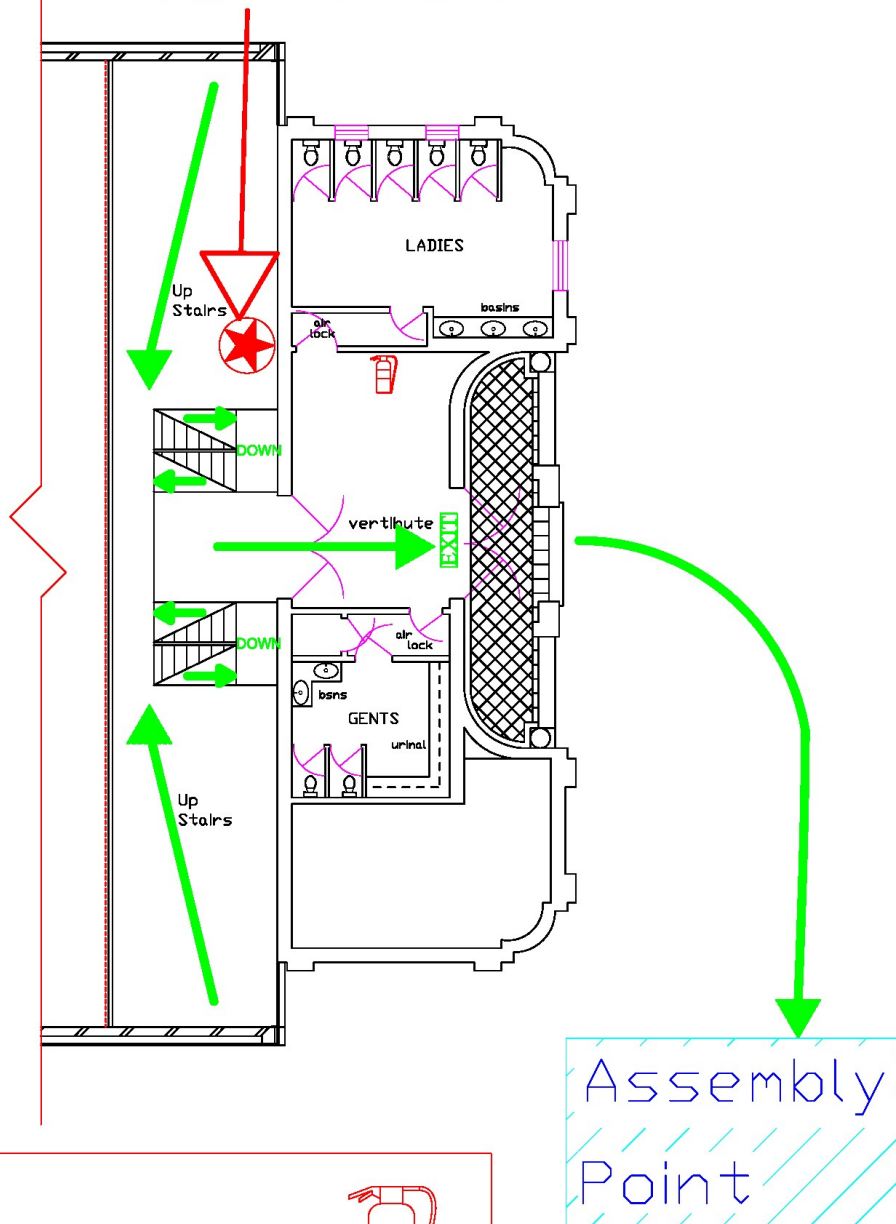 LADIES
basins
air
lock
Up
Stairs
DOWN
vertibute
EXIT
DOWN
air
lock
bsns
GENTS
urinal
Up
Stairs
Assembly
Point